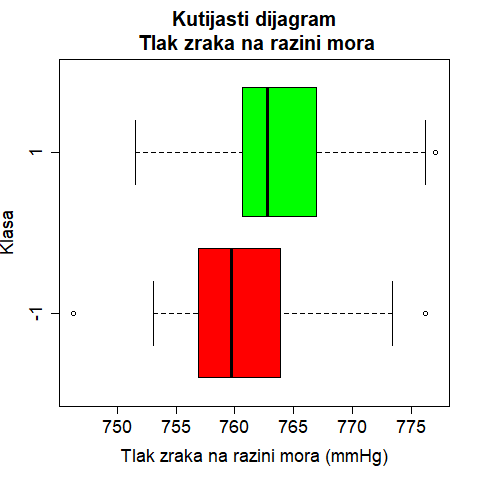 Kutijasti dijagram
Tlak zraka na razini mora
Klasa
1
-1
750 755 760 765 770 775
Tlak zraka na razini mora (mmHg)